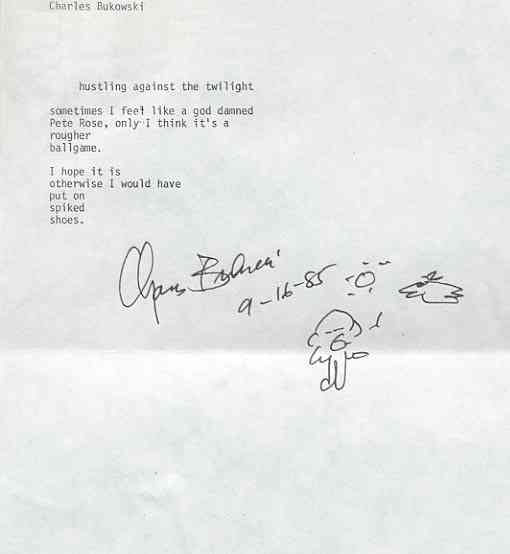 Charles Bukowski
hustling against the twilight
sometimes I feel like a god damned
Pete Rose, only I think it's a
rougher
ballgame.
I hope it is
otherwise I would have
put on
spiked
shoes.
Charles Bukowski
9-16-85